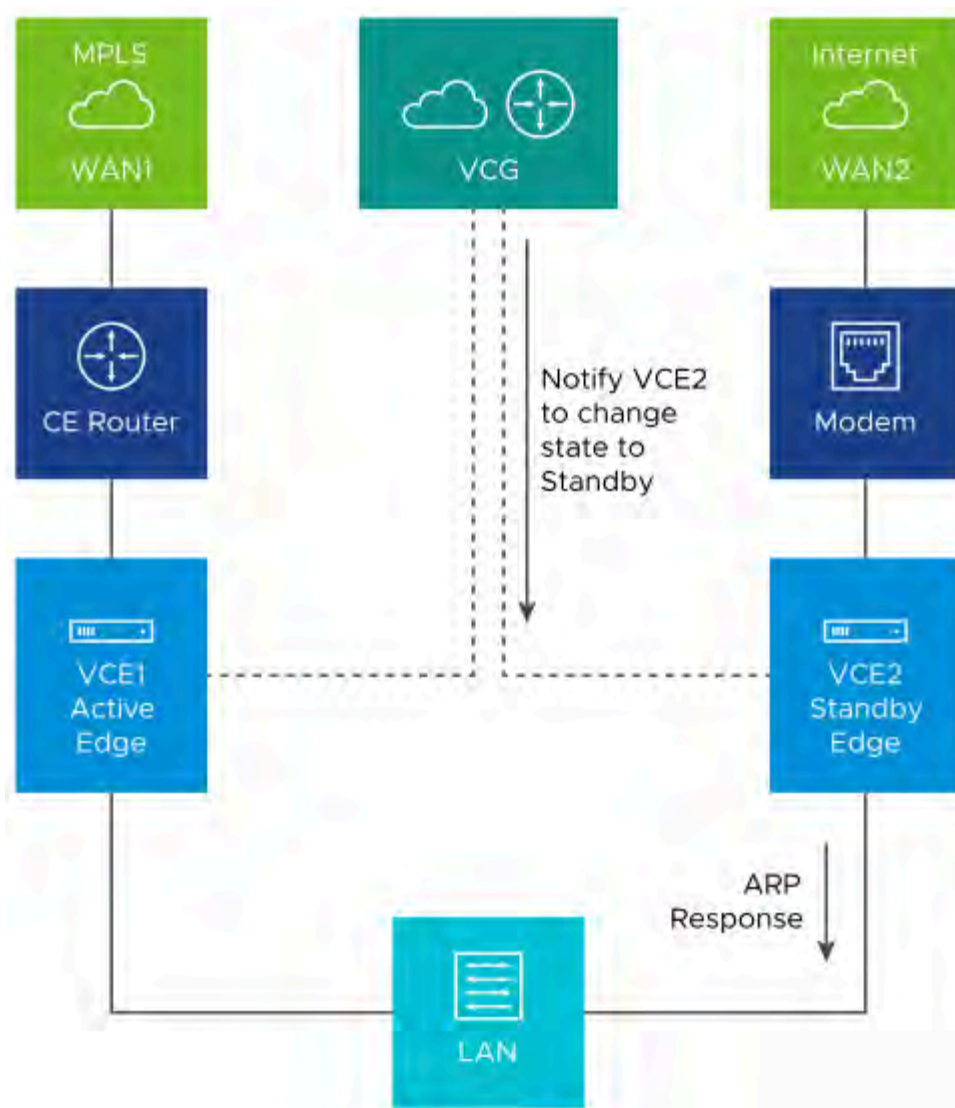 MPLS
WAN1
VCG
Internet
WAN2
CE Router
Notify VCE2
to change
state to
Standby
Modem
VCE1
Active
Edge
VCE2
Standby
Edge
ARP
Response
LAN